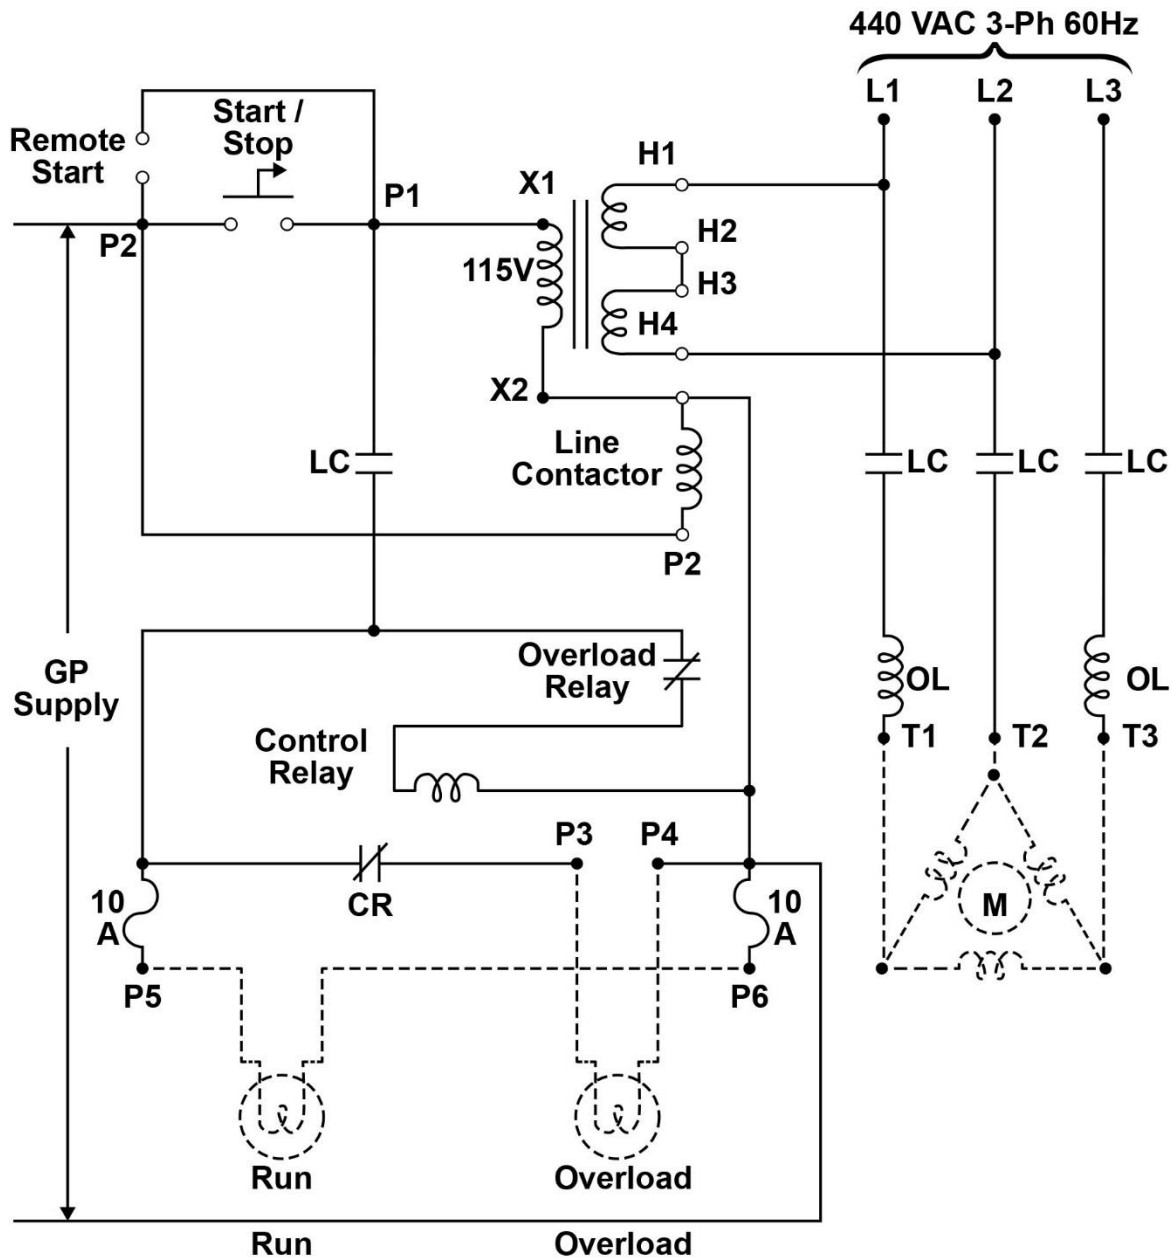 440 VAC 3-Ph 60Hz
L1
L2
L3
Remote
Start
Start /
Stop
P1
P2
X1
115V
X2
H1
H2
H3
H4
Line
Contactor
P2
LC
LC
LC
LC
GP
Supply
Overload
Relay
Control
Relay
OL
OL
T1
T2
T3
M
P3
P4
CR
10
A
10
A
P5
P6
Run
Overload
Run
Overload